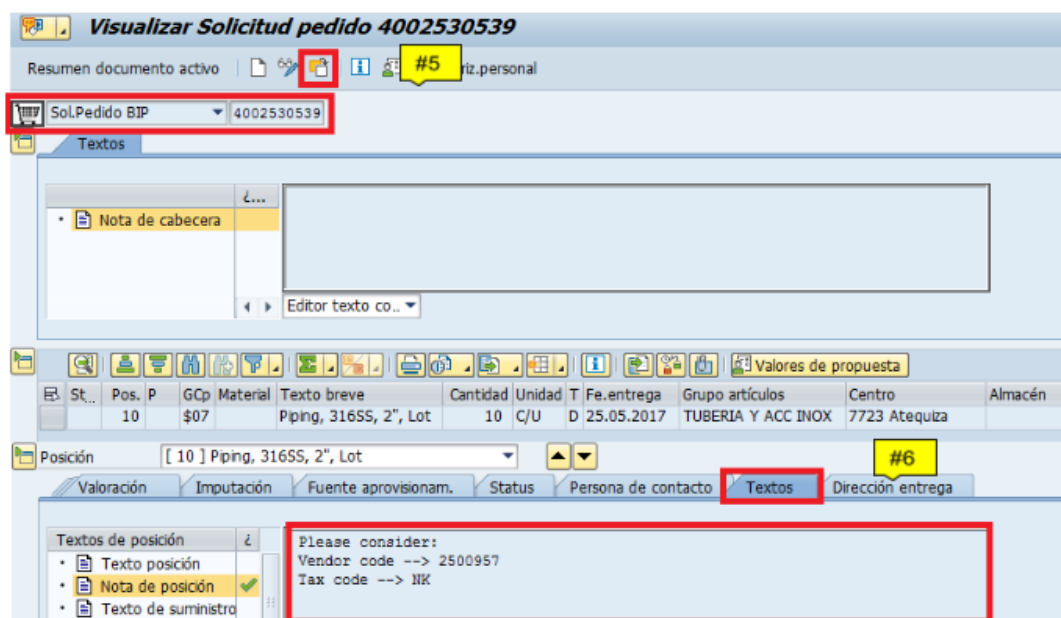 Visualizar Solicitud pedido 4002530539
Resumen documento activo #5 riz.personal
Sol.Pedido BIP 4002530539
Textos
¿...
Nota de cabecera
Editor texto co..
Valores de propuesta
St... Pos. P GCp Material Texto breve Cantidad Unidad T Fe.entrega Grupo artículos Centro Almacén
10 $07 Piping, 316SS, 2", Lot 10 C/U D 25.05.2017 TUBERIA Y ACC INOX 7723 Atequiza
Posición [ 10 ] Piping, 316SS, 2", Lot #6
Valoración Imputación Fuente aprovisionam. Status Persona de contacto Textos Dirección entrega
Textos de posición ¿ Please consider:
Texto posición Vendor code --> 2500957
Nota de posición Tax code --> NK
Texto de suministro